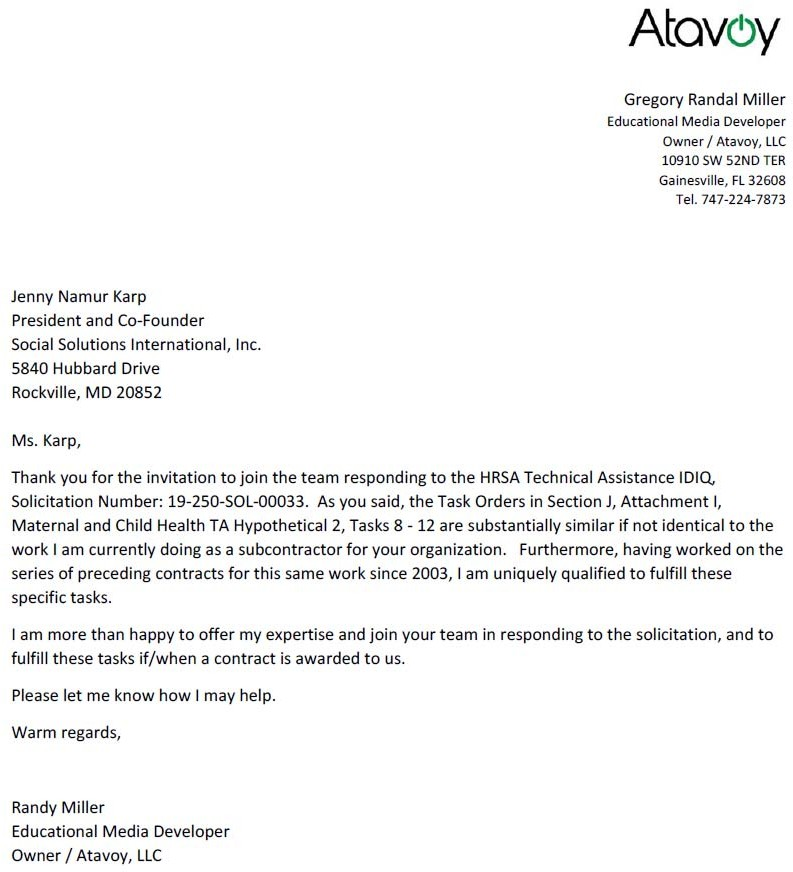 Atavoy
Gregory Randal Miller
Educational Media Developer
Owner / Atavoy, LLC
10910 SW 52ND TER
Gainesville, FL 32608
Tel. 747-224-7873
Jenny Namur Karp
President and Co-Founder
Social Solutions International, Inc.
5840 Hubbard Drive
Rockville, MD 20852
Ms. Karp,
Thank you for the invitation to join the team responding to the HRSA Technical Assistance IDIQ,
Solicitation Number: 19-250-SOL-00033.  As you said, the Task Orders in Section J, Attachment I,
Maternal and Child Health TA Hypothetical 2, Tasks 8 - 12 are substantially similar if not identical to the
work I am currently doing as a subcontractor for your organization.   Furthermore, having worked on the
series of preceding contracts for this same work since 2003, I am uniquely qualified to fulfill these
specific tasks.
I am more than happy to offer my expertise and join your team in responding to the solicitation, and to
fulfill these tasks if/when a contract is awarded to us.
Please let me know how I may help.
Warm regards,
Randy Miller
Educational Media Developer
Owner / Atavoy, LLC